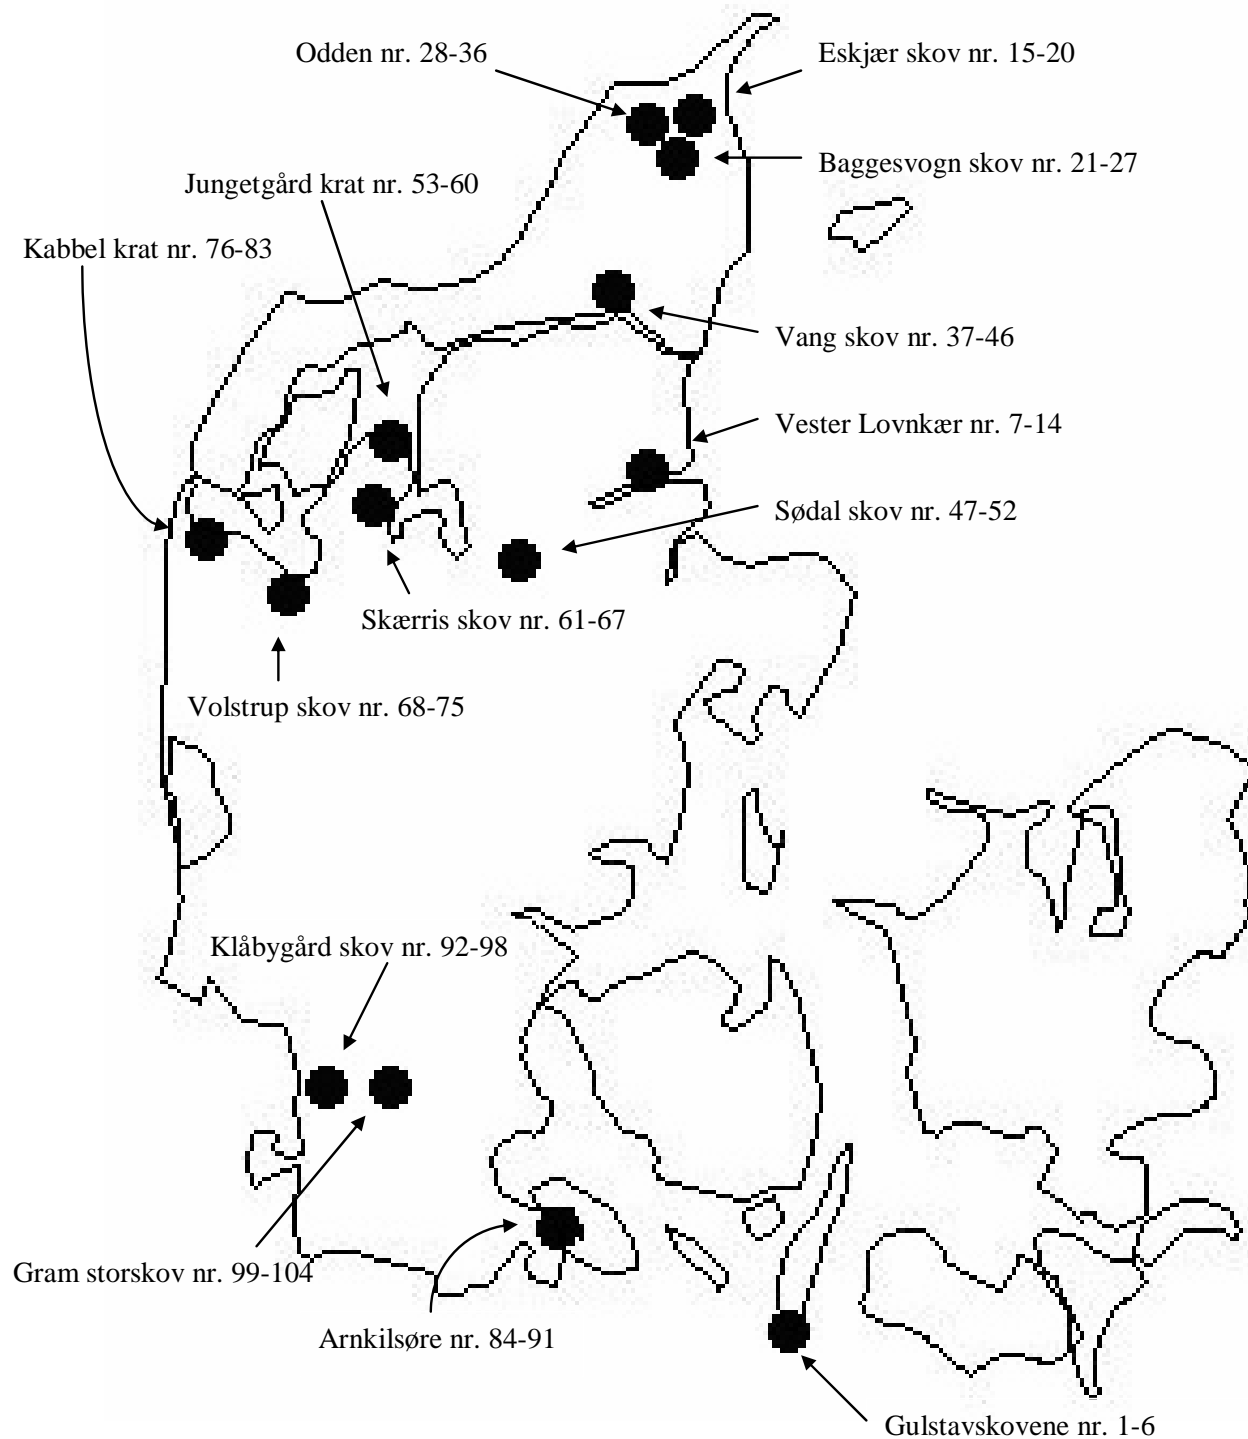 Odden nr. 28-36
Eskjær skov nr. 15-20
Baggesvogn skov nr. 21-27
Jungetgård krat nr. 53-60
Kabbel krat nr. 76-83
Vang skov nr. 37-46
Vester Lovnkær nr. 7-14
Sødal skov nr. 47-52
Skærris skov nr. 61-67
Volstrup skov nr. 68-75
Klåbygård skov nr. 92-98
Gram storskov nr. 99-104
Arnkilsøre nr. 84-91
Gulstavskovene nr. 1-6